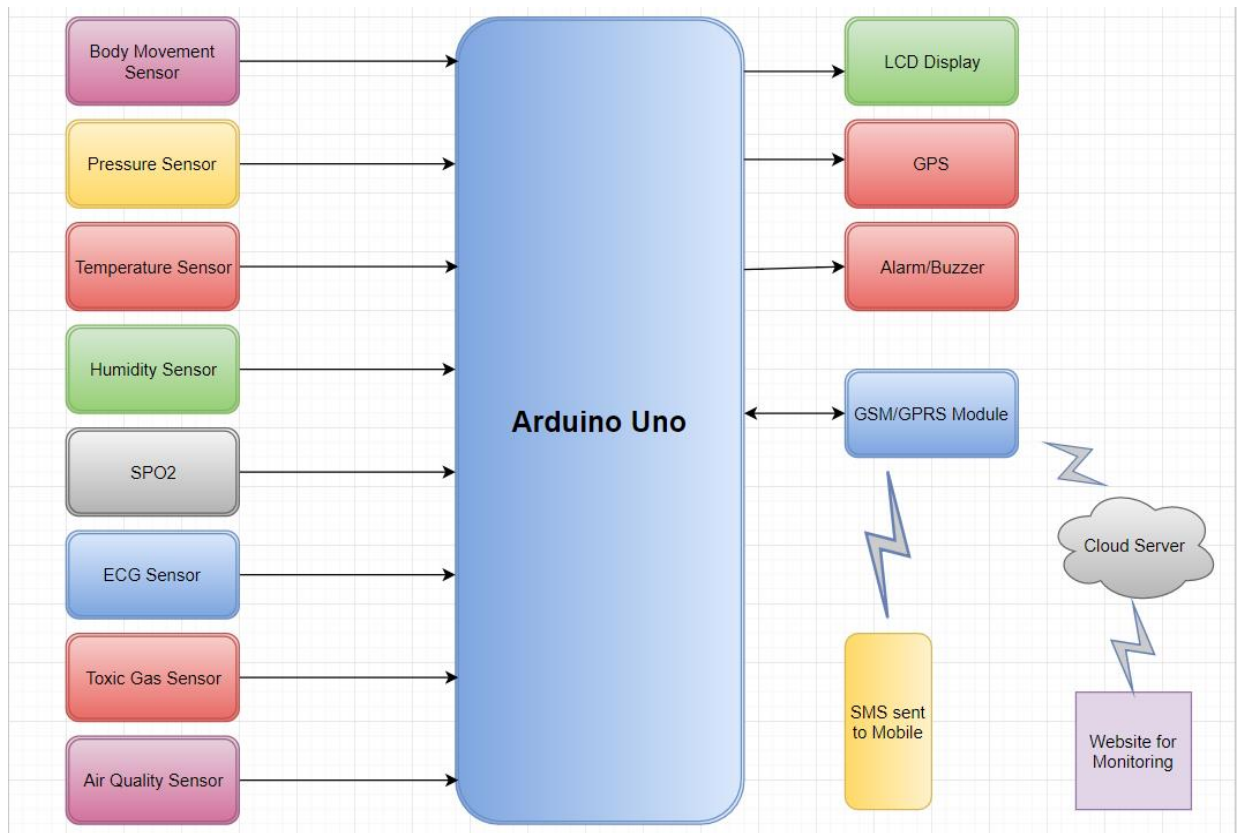 Body Movement
Sensor
Pressure Sensor
Temperature Sensor
Humidity Sensor
SPO2
ECG Sensor
Toxic Gas Sensor
Air Quality Sensor
Arduino Uno
LCD Display
GPS
Alarm/Buzzer
GSM/GPRS Module
Cloud Server
SMS sent
to Mobile
Website for
Monitoring